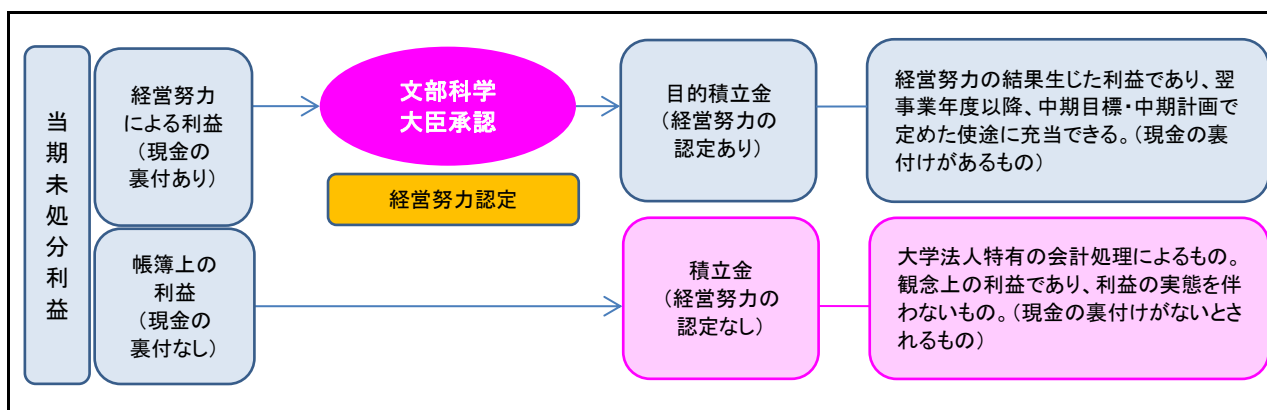 当期未処分利益
経営努力
による利益
（現金の
裏付あり）
文部科学
大臣承認
経営努力認定
目的積立金
（経営努力の
認定あり）
経営努力の結果生じた利益であり、翌
事業年度以降、中期目標・中期計画で
定めた使途に充当できる。（現金の裏
付けがあるもの）
帳簿上の
利益
（現金の
裏付なし）
積立金
（経営努力の
認定なし）
大学法人特有の会計処理によるもの。
観念上の利益であり、利益の実態を伴
わないもの。（現金の裏付けがないとさ
れるもの）